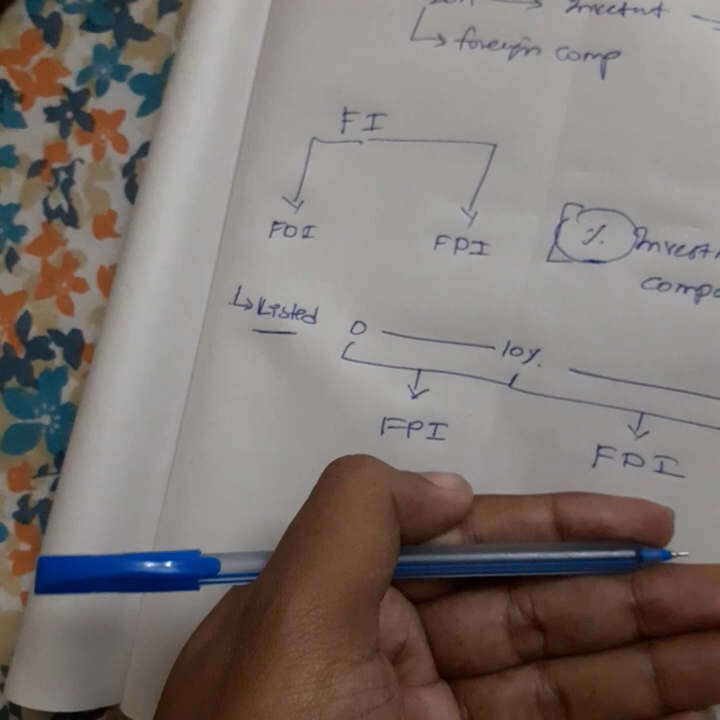 Investmt
↳ foreign comp
FI
FDI
FPI
%
Invest
comp
↳ Listed 0 10%
FPI
FDI